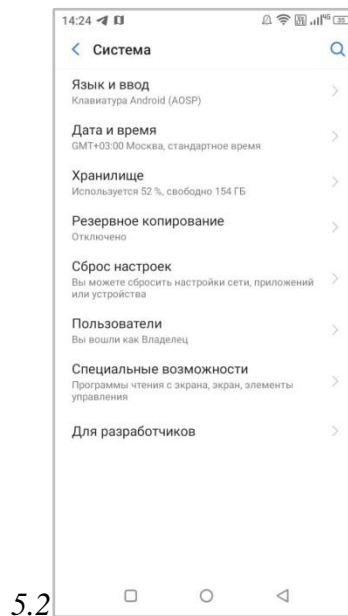 14:24
Система
Язык и ввод
Клавиатура Android (AOSP)
Дата и время
GMT+03:00 Москва, стандартное время
Хранилище
Используется 52 %, свободно 154 ГБ
Резервное копирование
Отключено
Сброс настроек
Вы можете сбросить настройки сети, приложений
или устройства
Пользователи
Вы вошли как Владелец
Специальные возможности
Программы чтения с экрана, экран, элементы
управления
Для разработчиков
5.2